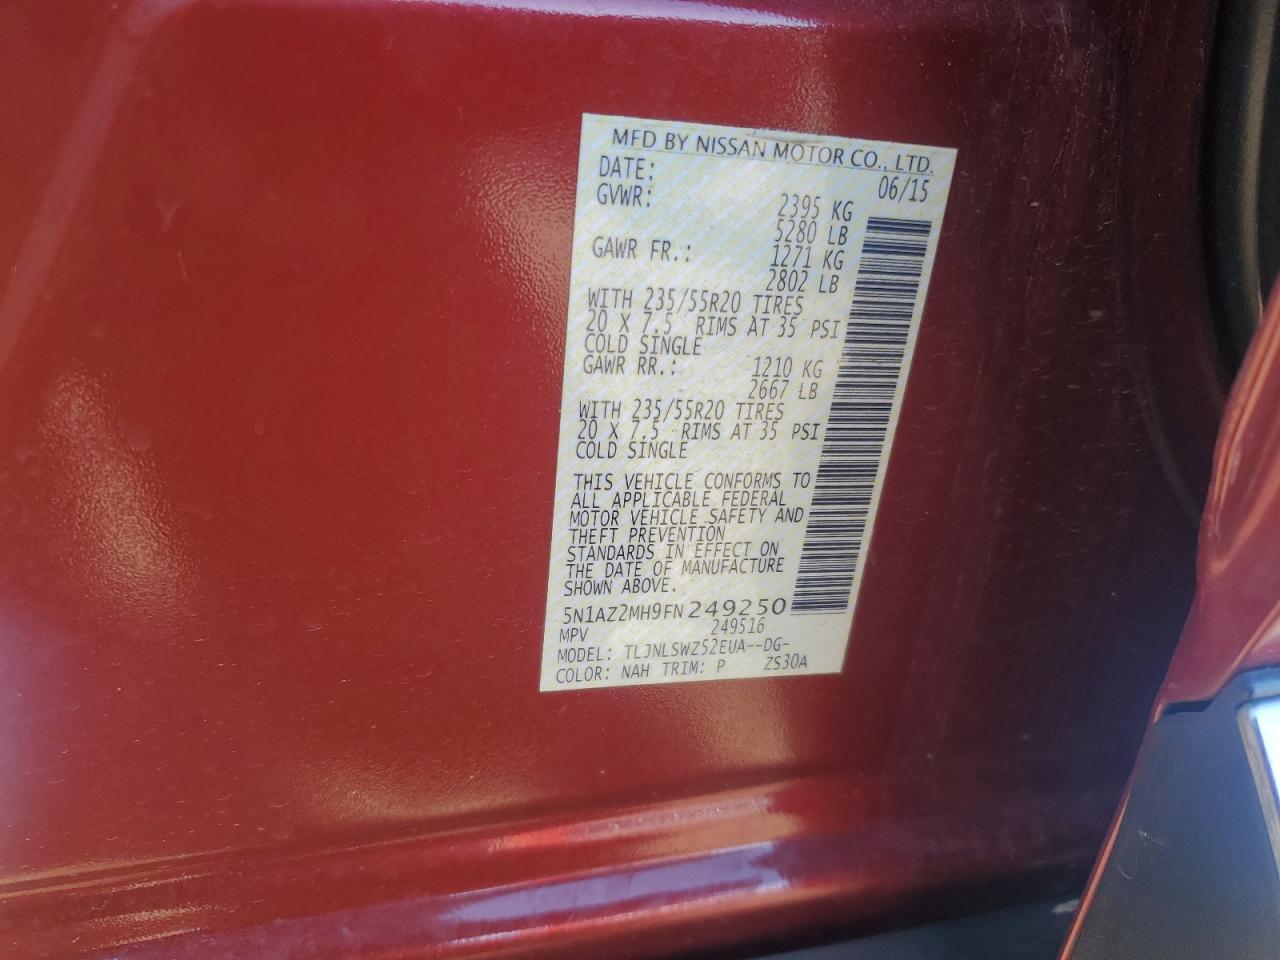 MFD BY NISSAN MOTOR CO., LTD.
DATE: 06/15
GVWR: 2395 KG
5280 LB
GAWR FR.: 1271 KG
2802 LB
WITH 235/55R20 TIRES
20 X 7.5 RIMS AT 35 PSI
COLD SINGLE
GAWR RR.: 1210 KG
2667 LB
WITH 235/55R20 TIRES
20 X 7.5 RIMS AT 35 PSI
COLD SINGLE
THIS VEHICLE CONFORMS TO
ALL APPLICABLE FEDERAL
MOTOR VEHICLE SAFETY AND
THEFT PREVENTION
STANDARDS IN EFFECT ON
THE DATE OF MANUFACTURE
SHOWN ABOVE.
5N1AZ2MH9FN249250
MPV 249516
MODEL: TLJNLSWZ52EUA--DG-
COLOR: NAH TRIM: P ZS30A